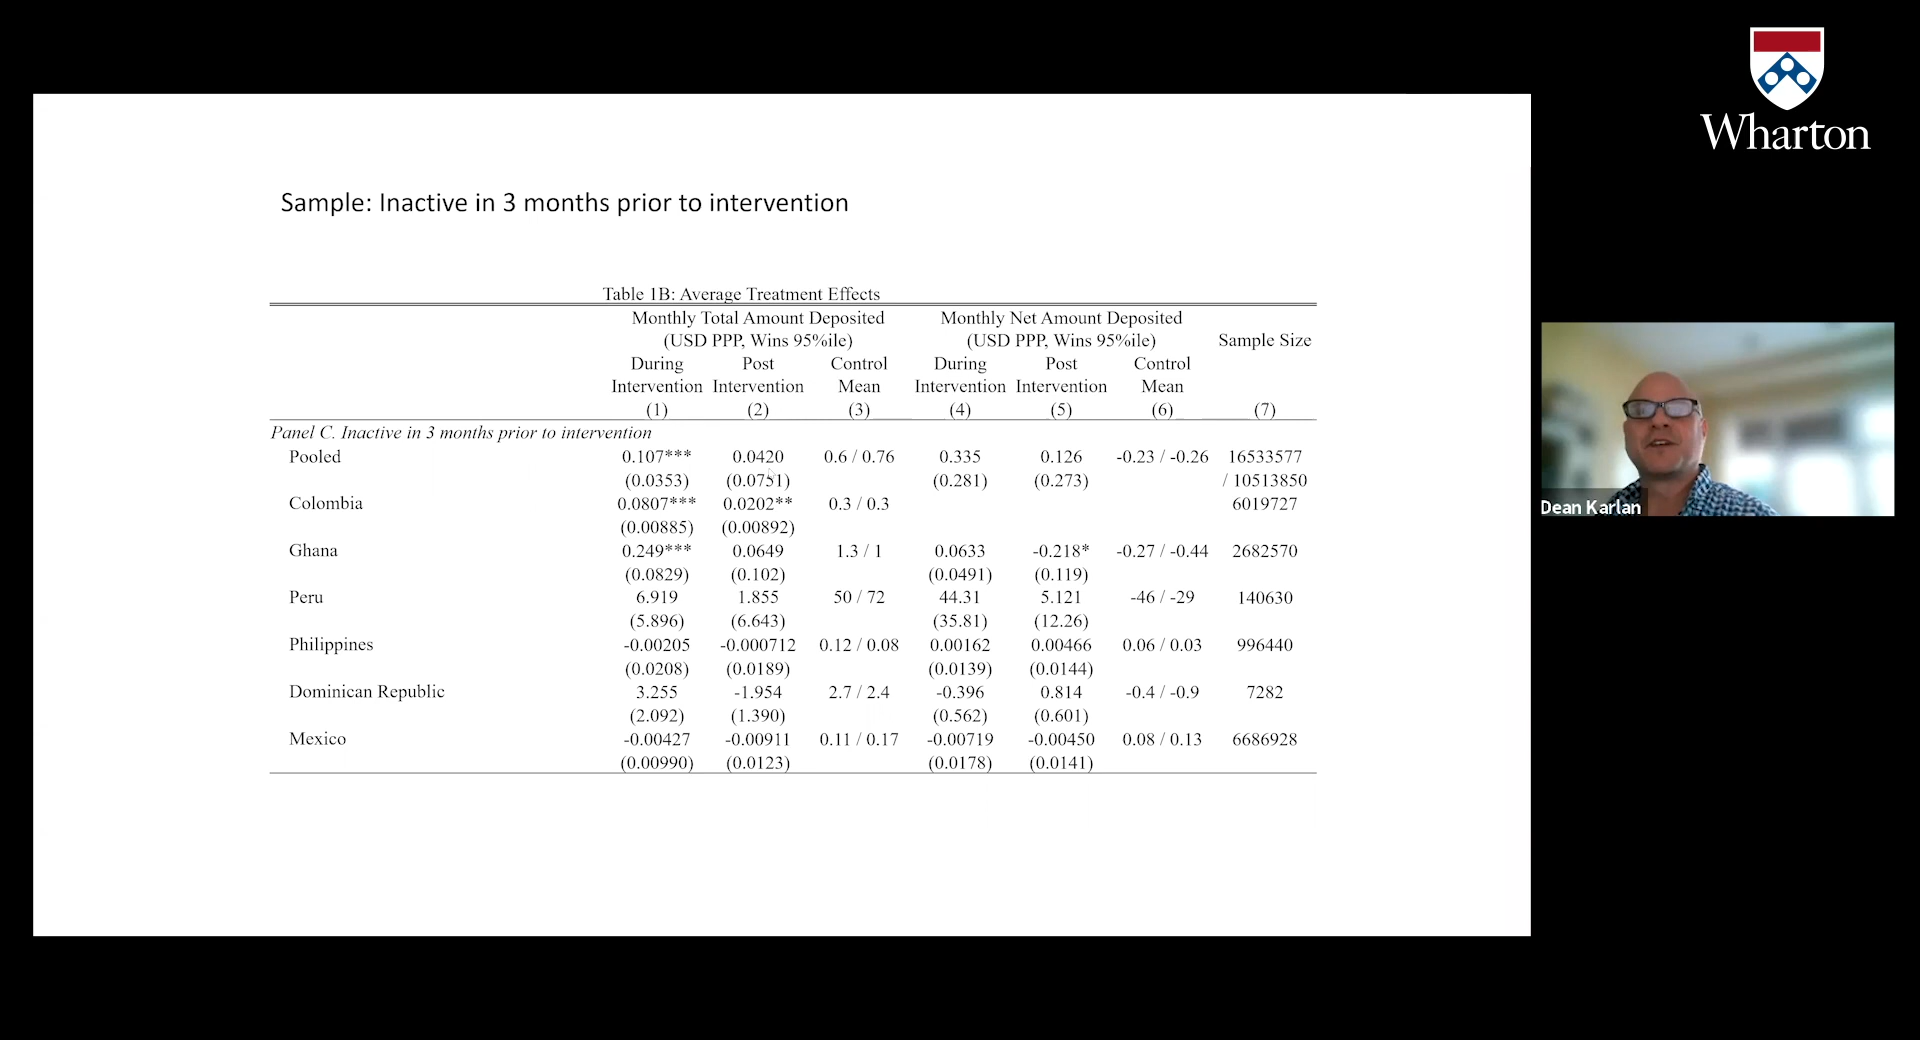 Wharton
Sample: Inactive in 3 months prior to intervention
Table 1B: Average Treatment Effects
Monthly Total Amount Deposited Monthly Net Amount Deposited
(USD PPP, Wins 95%ile) (USD PPP, Wins 95%ile) Sample Size
During Post Control During Post Control
Intervention Intervention Mean Intervention Intervention Mean
(1) (2) (3) (4) (5) (6) (7)
Panel C. Inactive in 3 months prior to intervention
Pooled 0.107*** 0.0420 0.6 / 0.76 0.335 0.126 -0.23 / -0.26 16533577
(0.0353) (0.0751) (0.281) (0.273) / 10513850
Colombia 0.0807*** 0.0202** 0.3 / 0.3 6019727
(0.00885) (0.00892)
Ghana 0.249*** 0.0649 1.3 / 1 0.0633 -0.218* -0.27 / -0.44 2682570
(0.0829) (0.102) (0.0491) (0.119)
Peru 6.919 1.855 50 / 72 44.31 5.121 -46 / -29 140630
(5.896) (6.643) (35.81) (12.26)
Philippines -0.00205 -0.000712 0.12 / 0.08 0.00162 0.00466 0.06 / 0.03 996440
(0.0208) (0.0189) (0.0139) (0.0144)
Dominican Republic 3.255 -1.954 2.7 / 2.4 -0.396 0.814 -0.4 / -0.9 7282
(2.092) (1.390) (0.562) (0.601)
Mexico -0.00427 -0.00911 0.11 / 0.17 -0.00719 -0.00450 0.08 / 0.13 6686928
(0.00990) (0.0123) (0.0178) (0.0141)
Dean Karlan